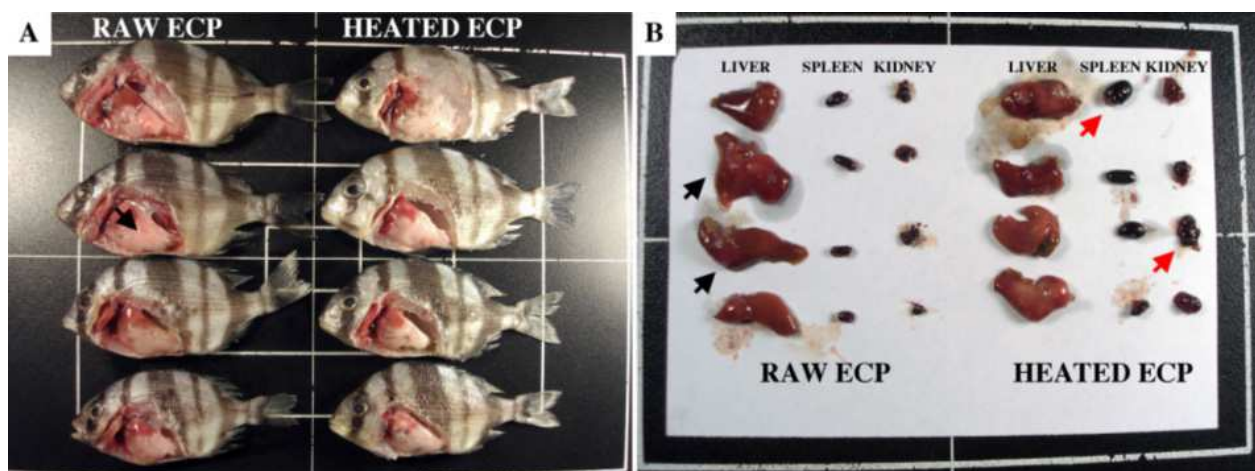 A
RAW ECP
HEATED ECP
B
LIVER SPLEEN KIDNEY
LIVER SPLEEN KIDNEY
RAW ECP
HEATED ECP